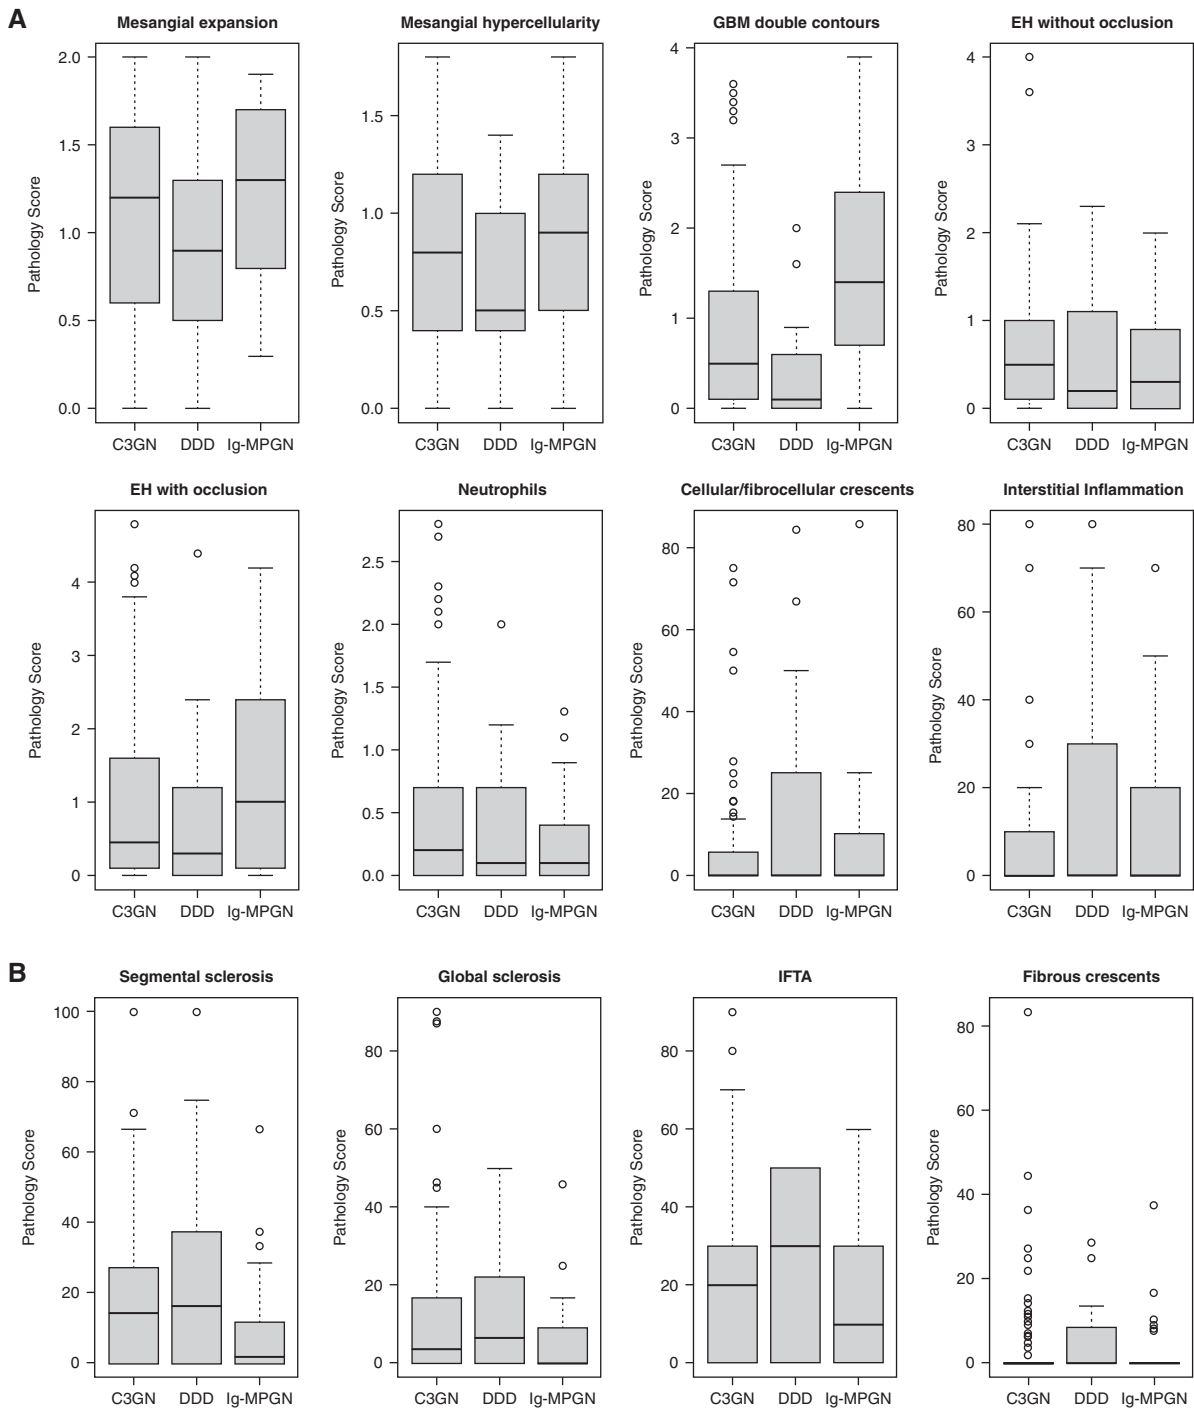 A
Mesangial expansion
Mesangial hypercellularity
GBM double contours
EH without occlusion
Pathology Score
2.0
1.5
1.0
0.5
0.0
C3GN DDD Ig-MPGN
Pathology Score
1.5
1.0
0.5
0.0
C3GN DDD Ig-MPGN
Pathology Score
4
3
2
1
0
C3GN DDD Ig-MPGN
Pathology Score
4
3
2
1
0
C3GN DDD Ig-MPGN
EH with occlusion
Neutrophils
Cellular/fibrocellular crescents
Interstitial Inflammation
Pathology Score
4
3
2
1
0
C3GN DDD Ig-MPGN
Pathology Score
2.5
2.0
1.5
1.0
0.5
0.0
C3GN DDD Ig-MPGN
Pathology Score
80
60
40
20
0
C3GN DDD Ig-MPGN
Pathology Score
80
60
40
20
0
C3GN DDD Ig-MPGN
B
Segmental sclerosis
Global sclerosis
IFTA
Fibrous crescents
Pathology Score
100
80
60
40
20
0
C3GN DDD Ig-MPGN
Pathology Score
80
60
40
20
0
C3GN DDD Ig-MPGN
Pathology Score
80
60
40
20
0
C3GN DDD Ig-MPGN
Pathology Score
80
60
40
20
0
C3GN DDD Ig-MPGN